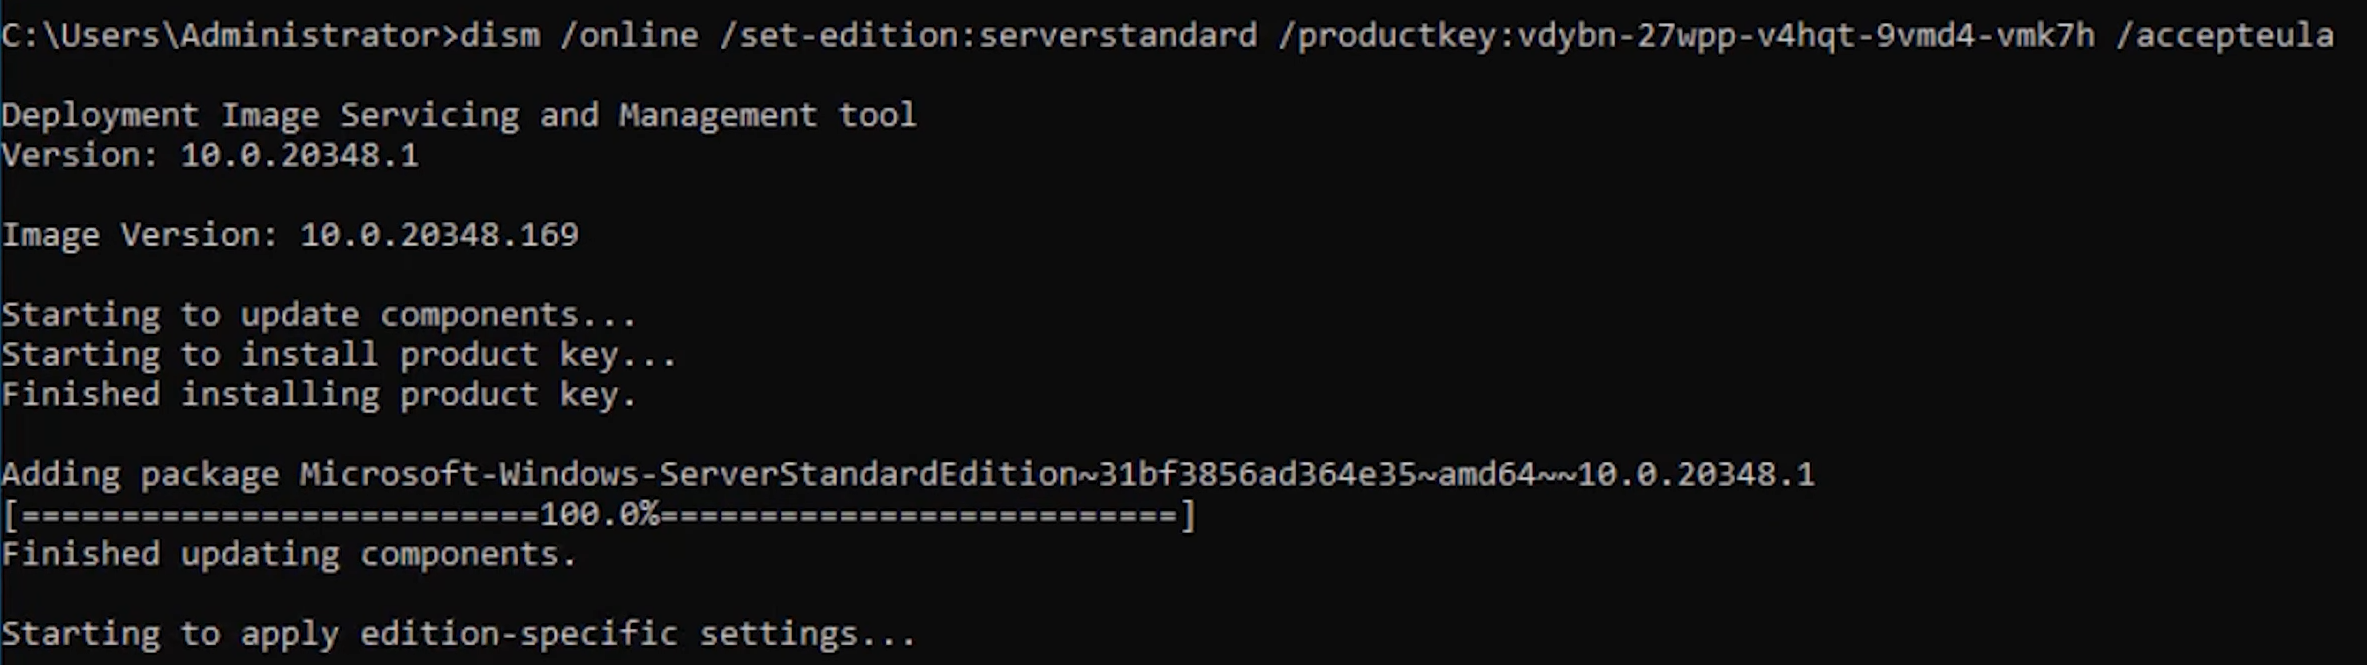 C:\Users\Administrator>dism /online /set-edition:serverstandard /productkey:vdybn-27wpp-v4hqt-9vmd4-vmk7h /accepteula
Deployment Image Servicing and Management tool
Version: 10.0.20348.1
Image Version: 10.0.20348.169
Starting to update components...
Starting to install product key...
Finished installing product key.
Adding package Microsoft-Windows-ServerStandardEdition~31bf3856ad364e35~amd64~~10.0.20348.1
[==========================100.0%==========================]
Finished updating components.
Starting to apply edition-specific settings...